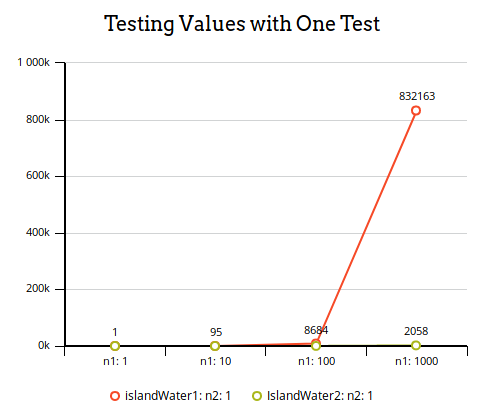 Testing Values with One Test
1 000k
832163
800k
600k
400k
200k
1
95
8684
2058
0k
n1: 1
n1: 10
n1: 100
n1: 1000
islandWater1: n2: 1
IslandWater2: n2: 1